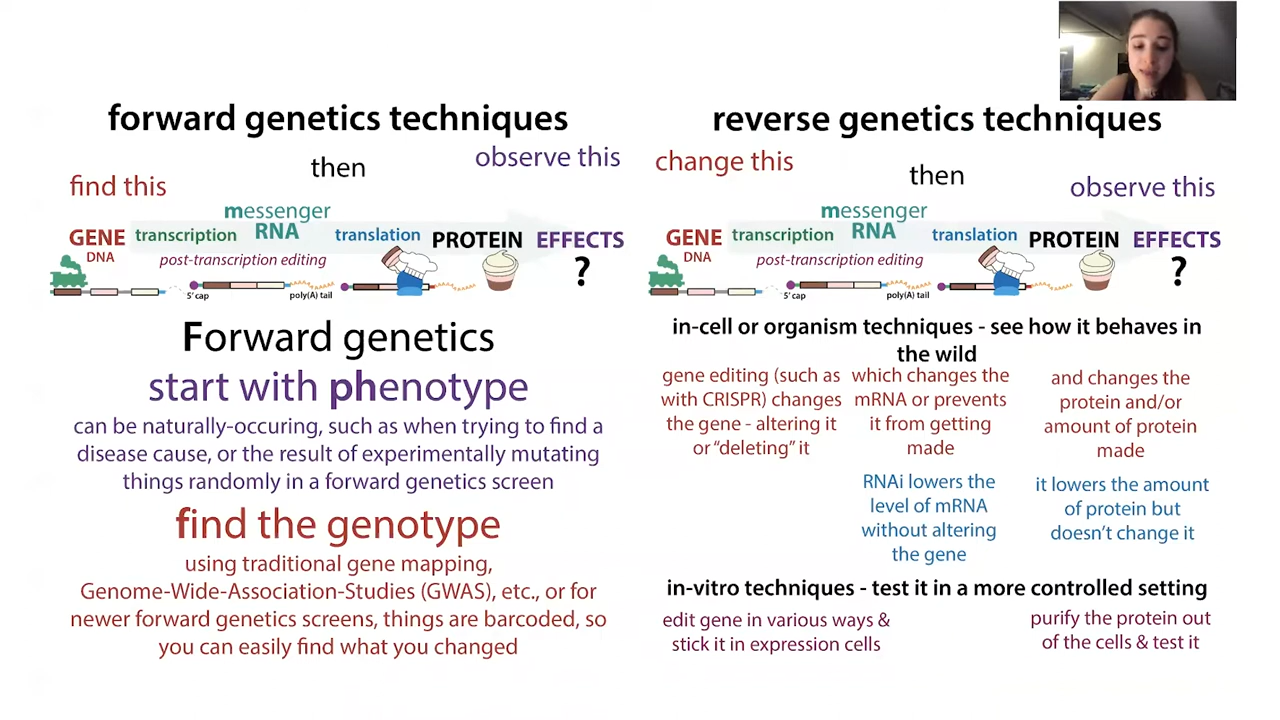 forward genetics techniques
find this
then
observe this
messenger
GENE transcription RNA translation PROTEIN EFFECTS
DNA
post-transcription editing
?
5' cap
poly(A) tail
Forward genetics
start with phenotype
can be naturally-occuring, such as when trying to find a
disease cause, or the result of experimentally mutating
things randomly in a forward genetics screen
find the genotype
using traditional gene mapping,
Genome-Wide-Association-Studies (GWAS), etc., or for
newer forward genetics screens, things are barcoded, so
you can easily find what you changed
reverse genetics techniques
change this
then
observe this
messenger
GENE transcription RNA translation PROTEIN EFFECTS
DNA
post-transcription editing
?
5' cap
poly(A) tail
in-cell or organism techniques - see how it behaves in
the wild
gene editing (such as
with CRISPR) changes
the gene - altering it
or "deleting" it
which changes the
mRNA or prevents
it from getting
made
and changes the
protein and/or
amount of protein
made
RNAi lowers the
level of mRNA
without altering
the gene
it lowers the amount
of protein but
doesn't change it
in-vitro techniques - test it in a more controlled setting
edit gene in various ways &
stick it in expression cells
purify the protein out
of the cells & test it